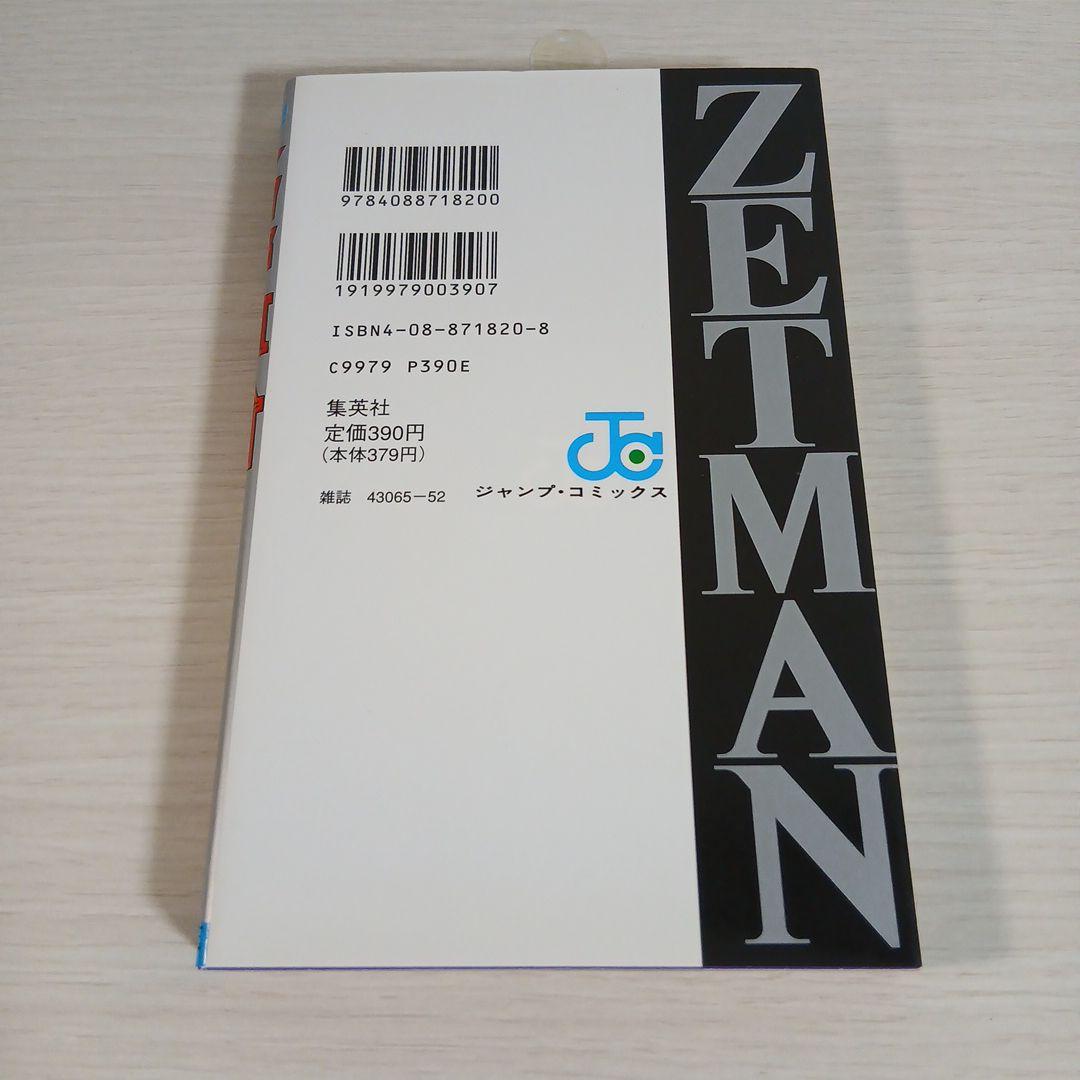 9784088718200
1919979003907
ISBN4-08-871820-8
C9979 P390E
集英社
定価390円
(本体379円)
雑誌 43065-52
JC
ジャンプ・コミックス
ZETMAN